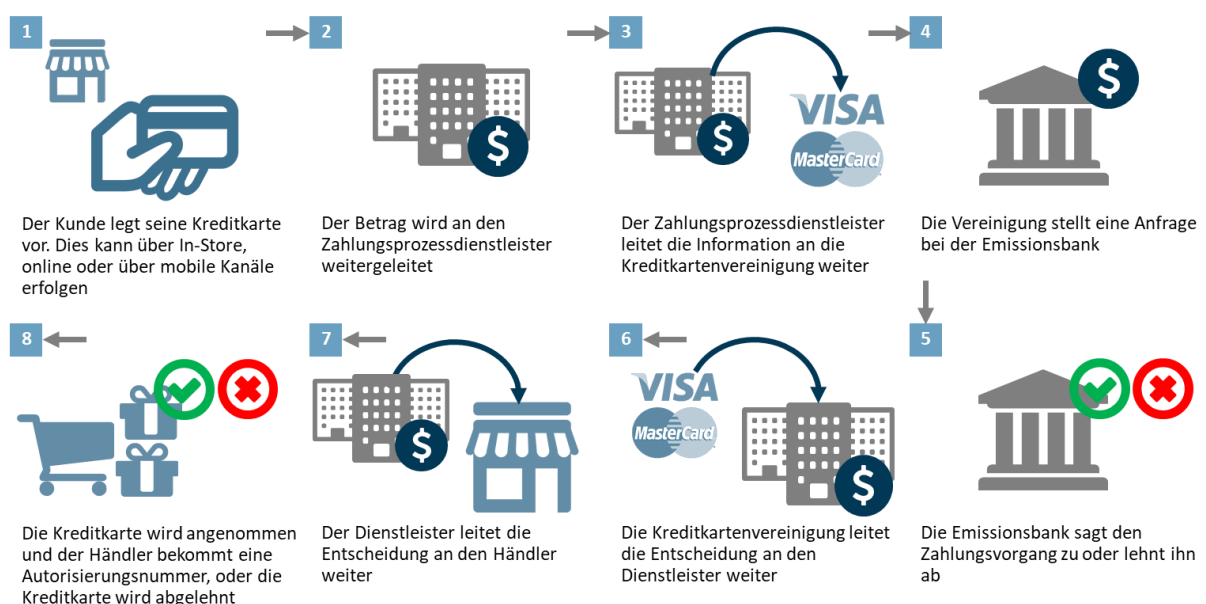 1
Der Kunde legt seine Kreditkarte
vor. Dies kann über In-Store,
online oder über mobile Kanäle
erfolgen
2
$
Der Betrag wird an den
Zahlungsprozessdienstleister
weitergeleitet
3
$
VISA
MasterCard
Der Zahlungsprozessdienstleister
leitet die Information an die
Kreditkartenvereinigung weiter
4
$
Die Vereinigung stellt eine Anfrage
bei der Emissionsbank
5
Die Emissionsbank sagt den
Zahlungsvorgang zu oder lehnt ihn
ab
6
VISA
MasterCard
$
Die Kreditkartenvereinigung leitet
die Entscheidung an den
Dienstleister weiter
7
$
Der Dienstleister leitet die
Entscheidung an den Händler
weiter
8
Die Kreditkarte wird angenommen
und der Händler bekommt eine
Autorisierungsnummer, oder die
Kreditkarte wird abgelehnt